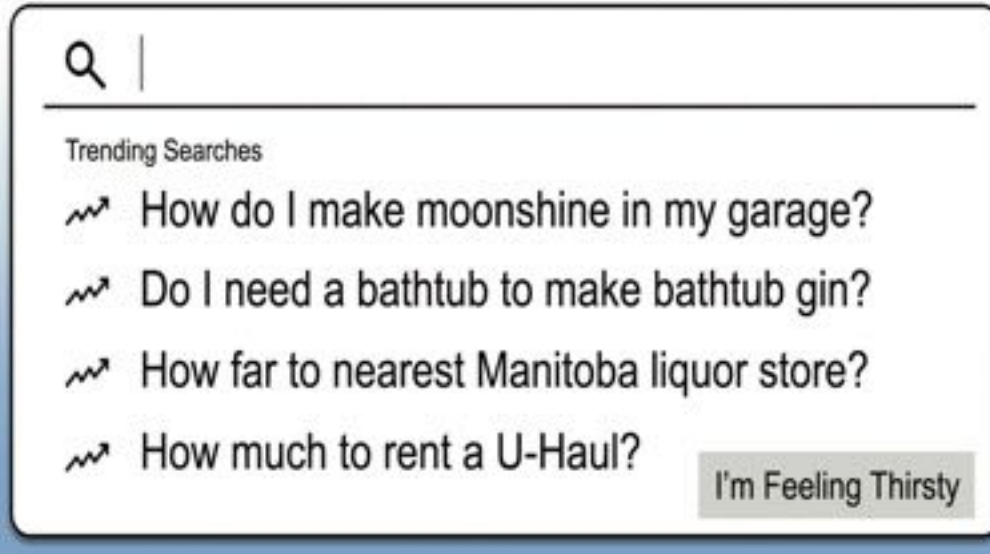 Trending Searches
How do I make moonshine in my garage?
Do I need a bathtub to make bathtub gin?
How far to nearest Manitoba liquor store?
How much to rent a U-Haul?
I'm Feeling Thirsty